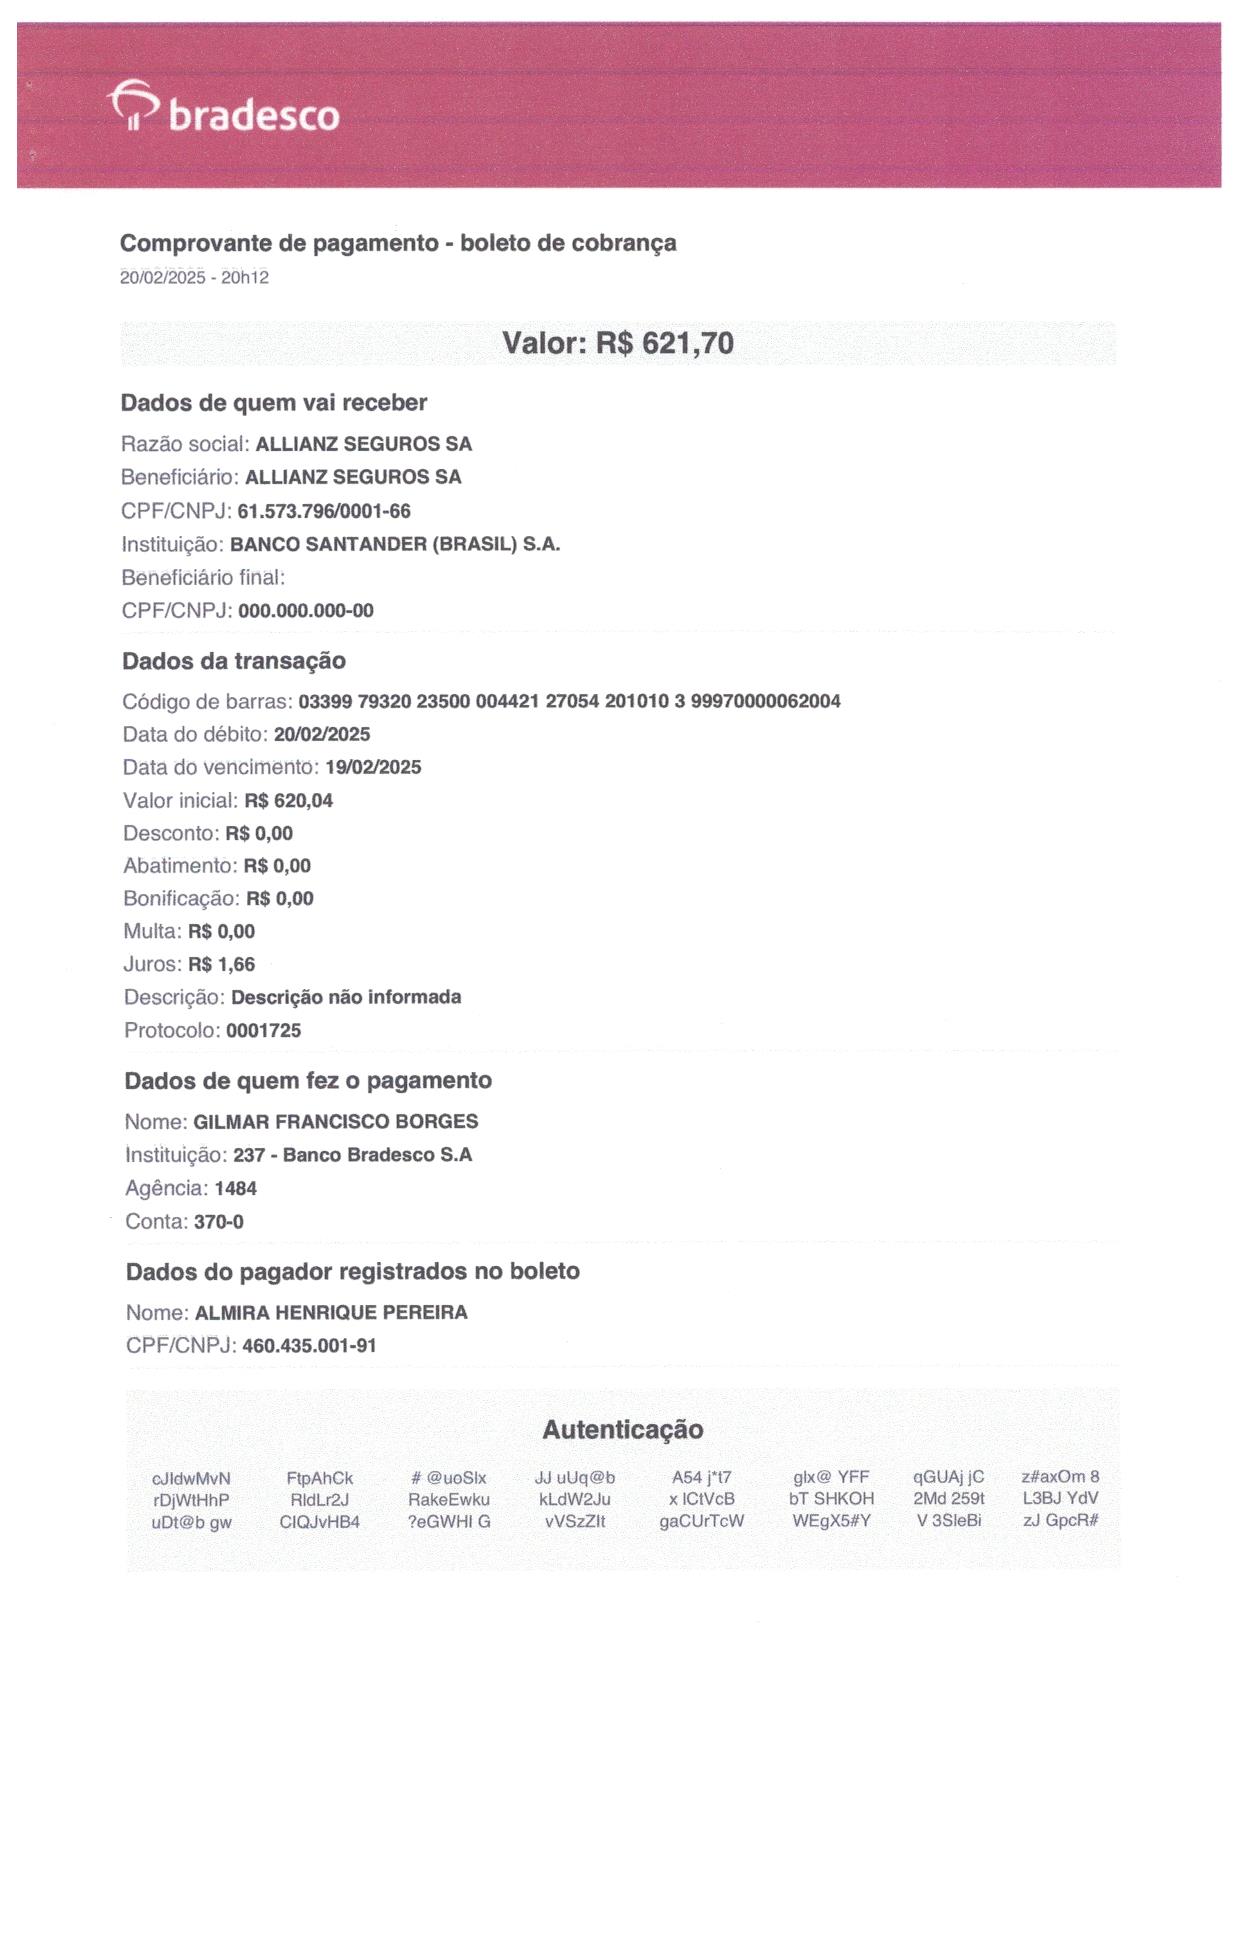 bradesco
Comprovante de pagamento - boleto de cobrança
20/02/2025 - 20h12
Valor: R$ 621,70
Dados de quem vai receber
Razão social: ALLIANZ SEGUROS SA
Beneficiário: ALLIANZ SEGUROS SA
CPF/CNPJ: 61.573.796/0001-66
Instituição: BANCO SANTANDER (BRASIL) S.A.
Beneficiário final:
CPF/CNPJ: 000.000.000-00
Dados da transação
Código de barras: 03399 79320 23500 004421 27054 201010 3 99970000062004
Data do débito: 20/02/2025
Data do vencimento: 19/02/2025
Valor inicial: R$ 620,04
Desconto: R$ 0,00
Abatimento: R$ 0,00
Bonificação: R$ 0,00
Multa: R$ 0,00
Juros: R$ 1,66
Descrição: Descrição não informada
Protocolo: 0001725
Dados de quem fez o pagamento
Nome: GILMAR FRANCISCO BORGES
Instituição: 237 - Banco Bradesco S.A
Agência: 1484
Conta: 370-0
Dados do pagador registrados no boleto
Nome: ALMIRA HENRIQUE PEREIRA
CPF/CNPJ: 460.435.001-91
Autenticação
cJldwMvN FtpAhCk # @uoSlx JJ uUq@b A54 j*t7 glx@ YFF qGUAj jC z#axOm 8
rDjWtHhP RldLr2J RakeEwku kLdW2Ju x lCtVcB bT SHKOH 2Md 259t L3BJ YdV
uDt@b gw ClQJvHB4 ?eGWHl G vVSzZlt gaCUrTcW WEgX5#Y V 3SleBi zJ GpcR#